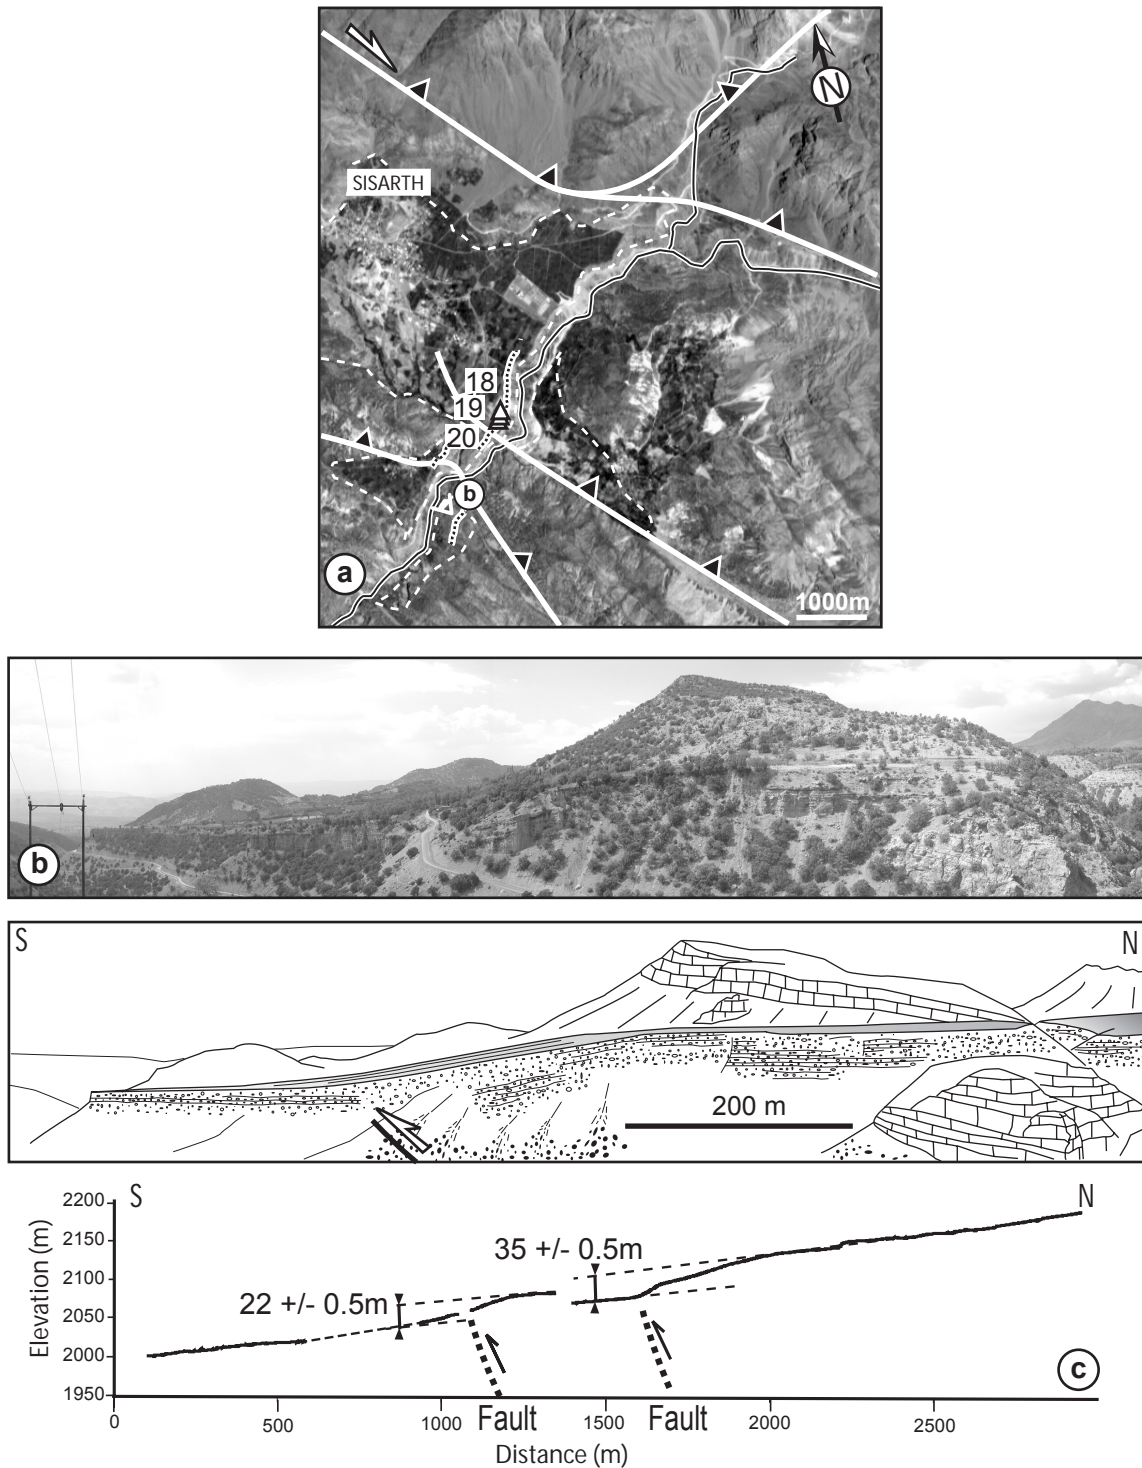 N
SISARTH
18
19
20
b
a
1000m
b
S
N
200 m
S
N
2200
2150
2100
2050
2000
1950
Elevation (m)
35 +/- 0.5m
22 +/- 0.5m
c
0
500
1000
1500
2000
2500
Fault
Fault
Distance (m)